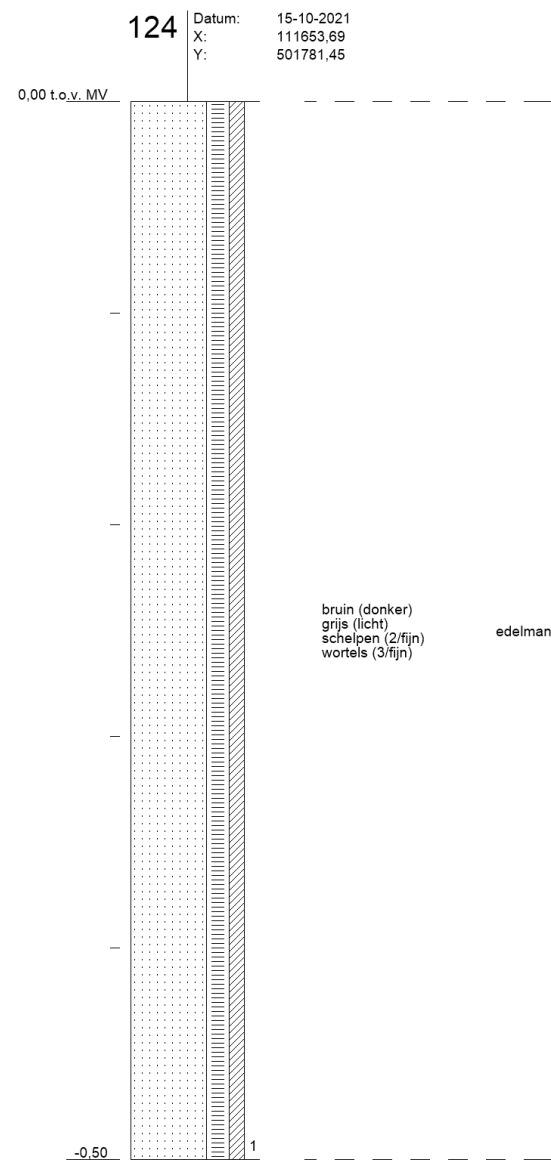 124
Datum: 15-10-2021
X: 111653,69
Y: 501781,45
0,00 t.o.v. MV
bruin (donker)
grijs (licht)
schelpen (2/fijn)
wortels (3/fijn)
edelman
1
-0,50